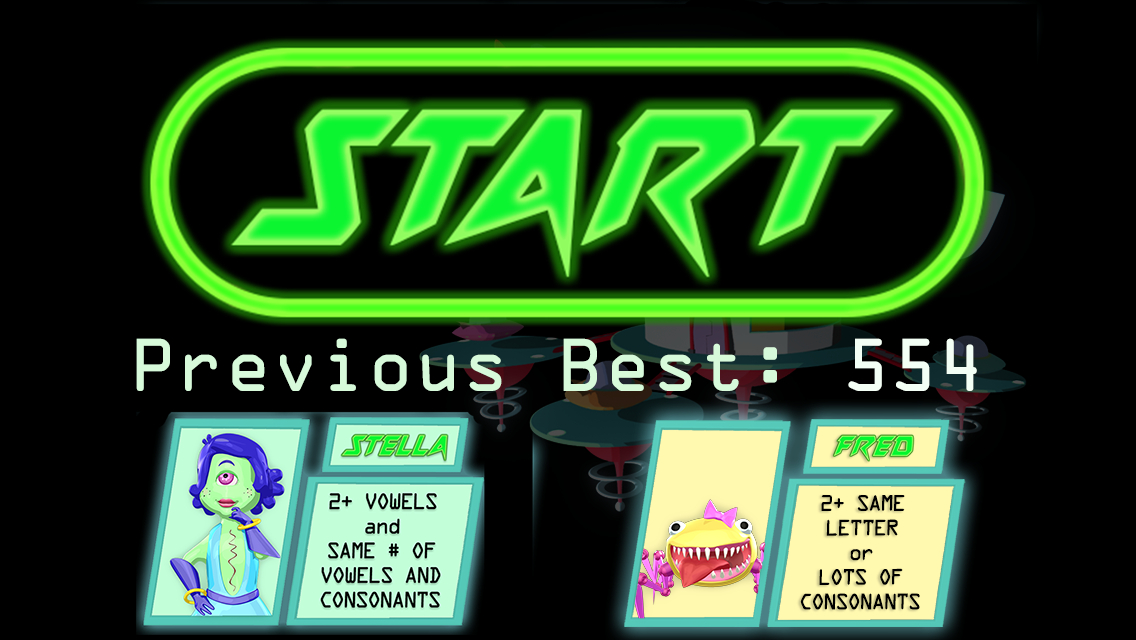 START
Previous Best: 554
STELLA
2+ VOWELS
and
SAME # OF
VOWELS AND
CONSONANTS
FRED
2+ SAME
LETTER
or
LOTS OF
CONSONANTS